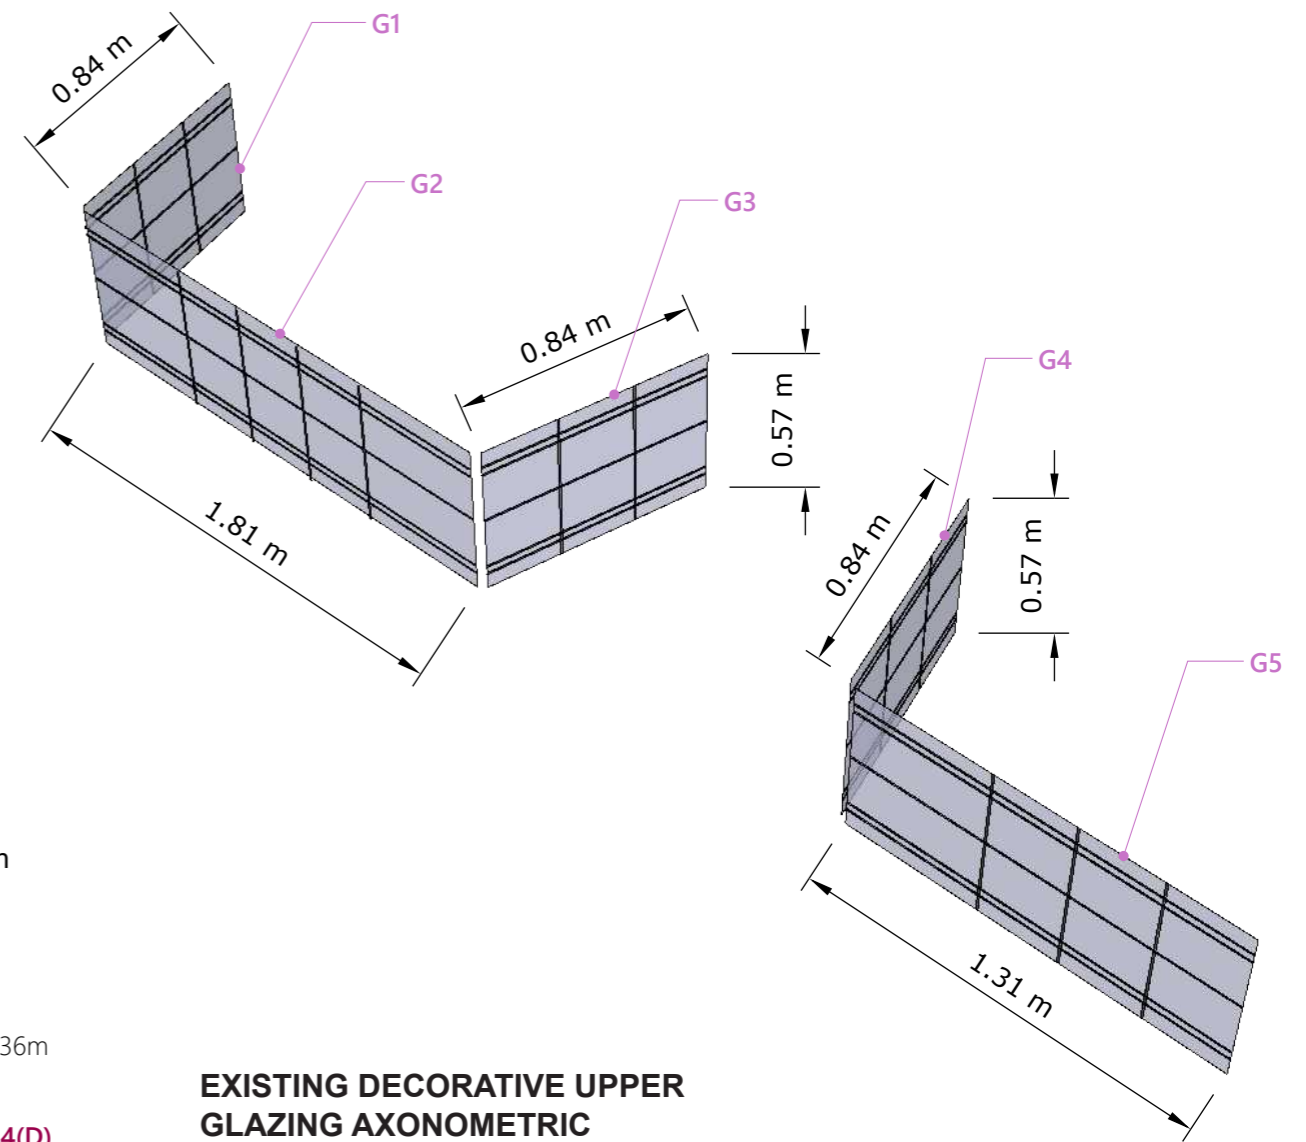 G1
0.84 m
G2
G3
0.84 m
0.57 m
G4
1.81 m
0.84 m
0.57 m
G5
1.31 m
36m
EXISTING DECORATIVE UPPER
GLAZING AXONOMETRIC
4(D)